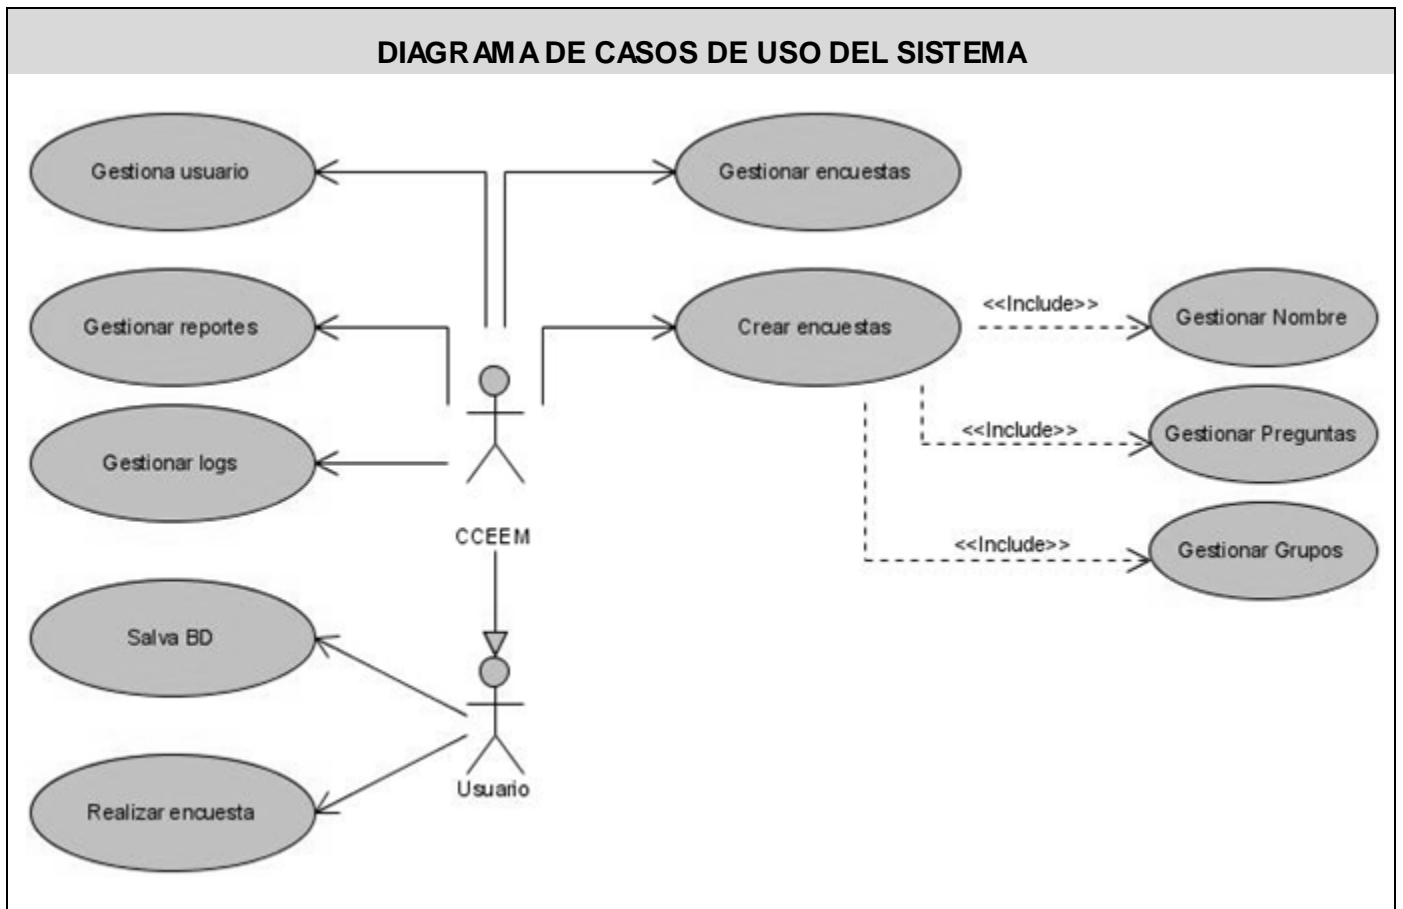 DIAGRAMA DE CASOS DE USO DEL SISTEMA
Gestiona usuario
Gestionar encuestas
Gestionar reportes
Crear encuestas
<<Include>>
Gestionar Nombre
<<Include>>
Gestionar Preguntas
Gestionar logs
CCEEM
<<Include>>
Gestionar Grupos
Salva BD
Usuario
Realizar encuesta